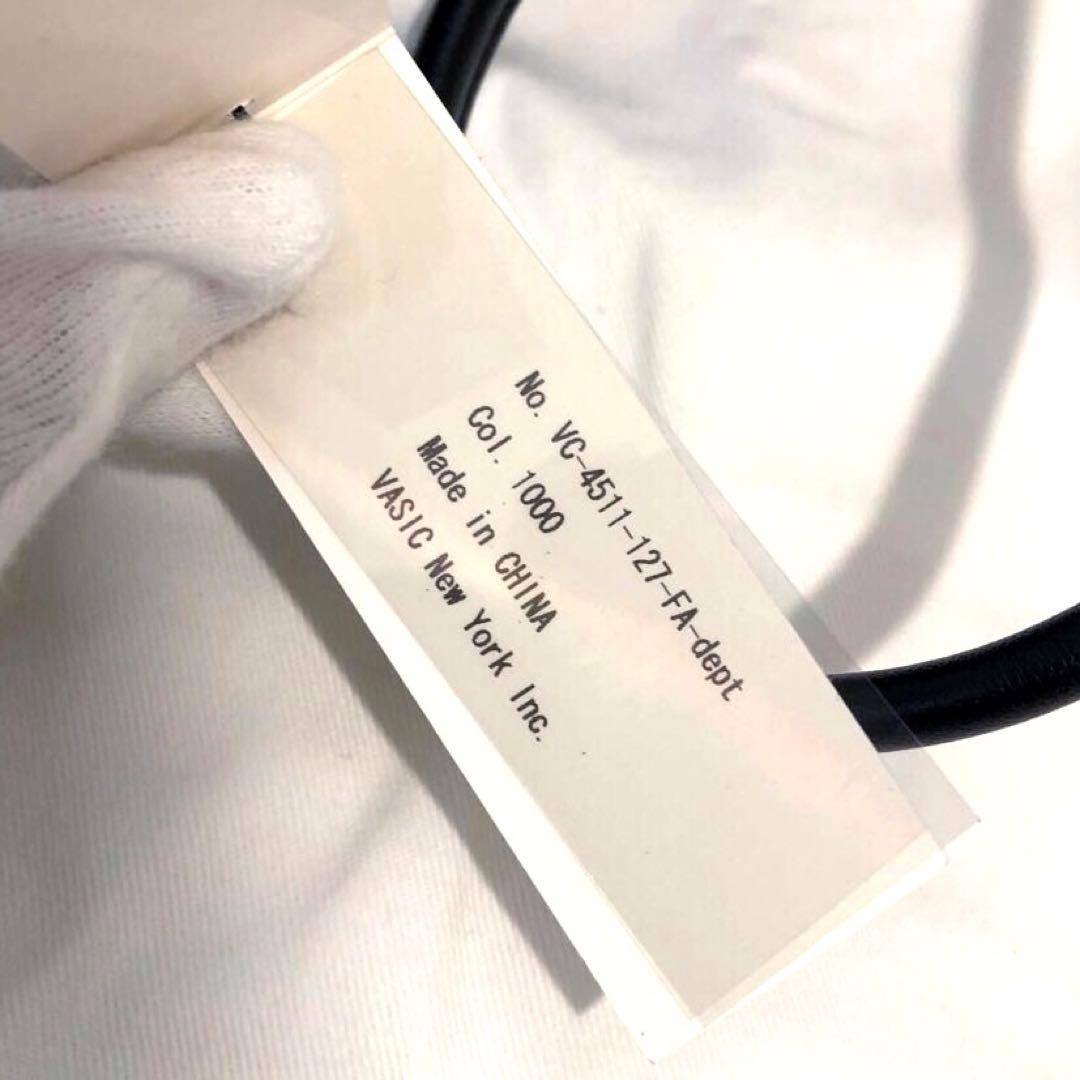 No. VC-4511-127-FA-dept
Col. 1000
Made in CHINA
VASIC New York Inc.